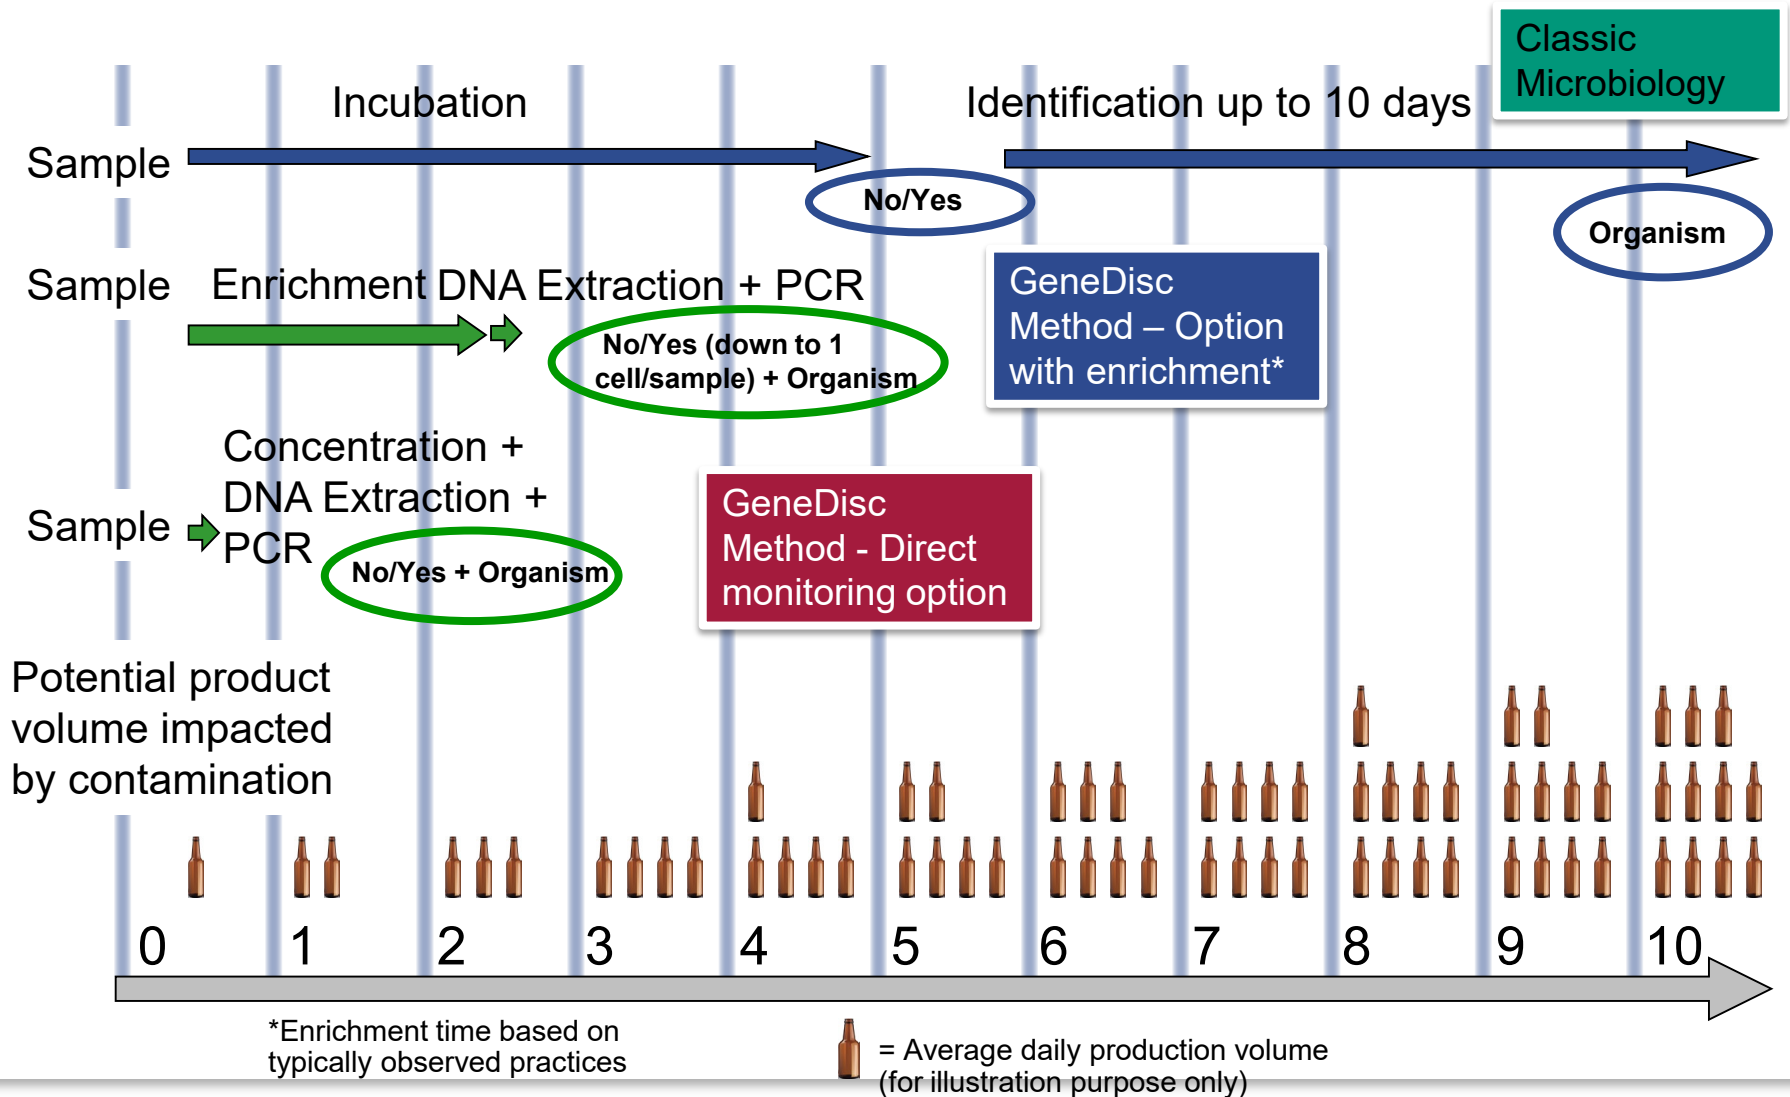 Classic
Microbiology
Incubation
Identification up to 10 days
Sample
No/Yes
Organism
Sample
Enrichment
DNA Extraction + PCR
No/Yes (down to 1
cell/sample) + Organism
GeneDisc
Method – Option
with enrichment*
Concentration +
DNA Extraction +
PCR
Sample
No/Yes + Organism
GeneDisc
Method - Direct
monitoring option
Potential product
volume impacted
by contamination
0 1 2 3 4 5 6 7 8 9 10
*Enrichment time based on
typically observed practices
= Average daily production volume
(for illustration purpose only)